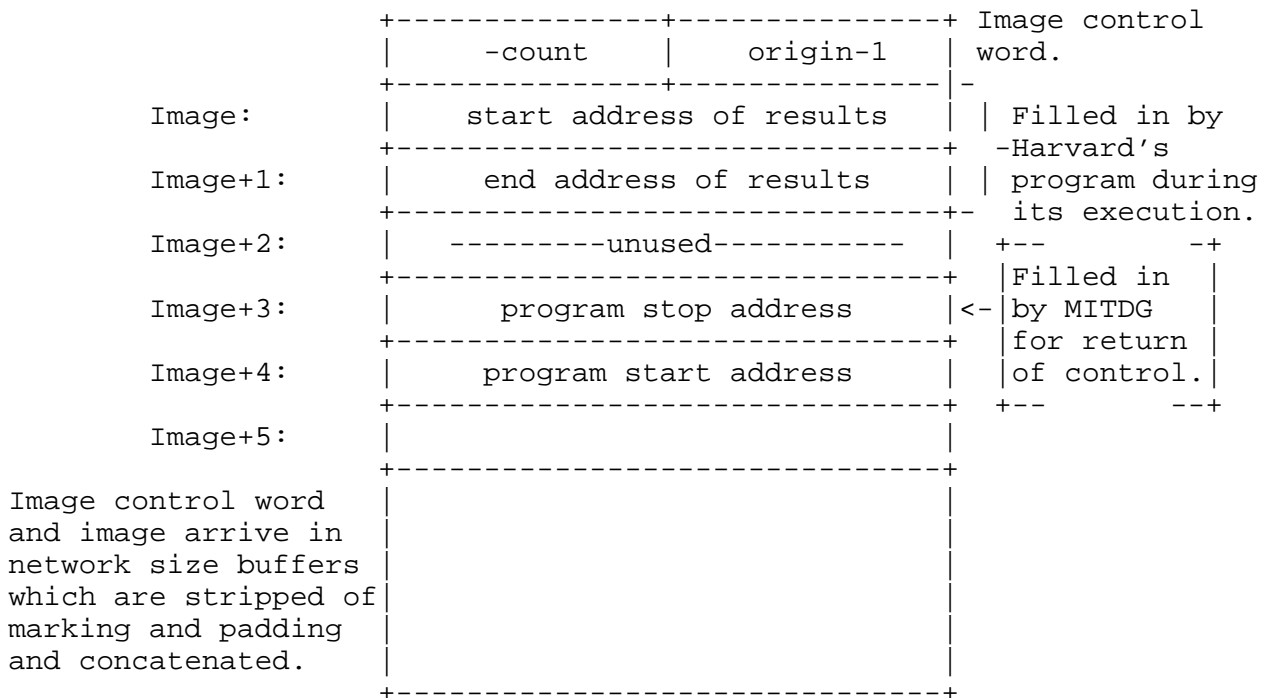 +---------------+---------------+ Image control
| -count | origin-1 | word.
+---------------+---------------|-
Image: | start address of results | | Filled in by
+-------------------------------+ -Harvard's
Image+1: | end address of results | | program during
+-------------------------------+- its execution.
Image+2: | ---------unused----------- | +-- -+
+-------------------------------+ |Filled in |
Image+3: | program stop address |<-|by MITDG |
+-------------------------------+ |for return |
Image+4: | program start address | |of control.|
+-------------------------------+ +-- --+
Image+5: | |
+-------------------------------+
Image control word | |
and image arrive in | |
network size buffers | |
which are stripped of| |
marking and padding | |
and concatenated. | |
+-------------------------------+